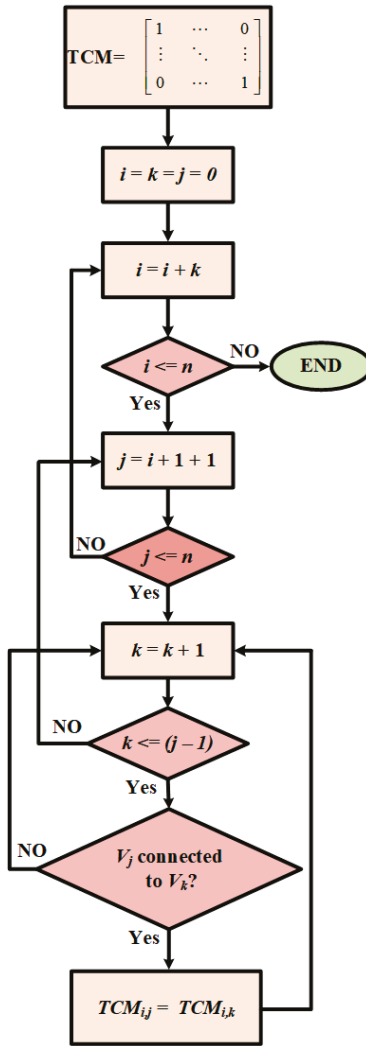 TCM= [1 ⋯ 0
⋮ ⋱ ⋮
0 ⋯ 1]
i = k = j = 0
i = i + k
i <= n
NO
END
Yes
j = i + 1 + 1
NO
j <= n
Yes
k = k + 1
NO
k <= (j – 1)
Yes
NO
Vj connected
to Vk?
Yes
TCMi,j = TCMi,k